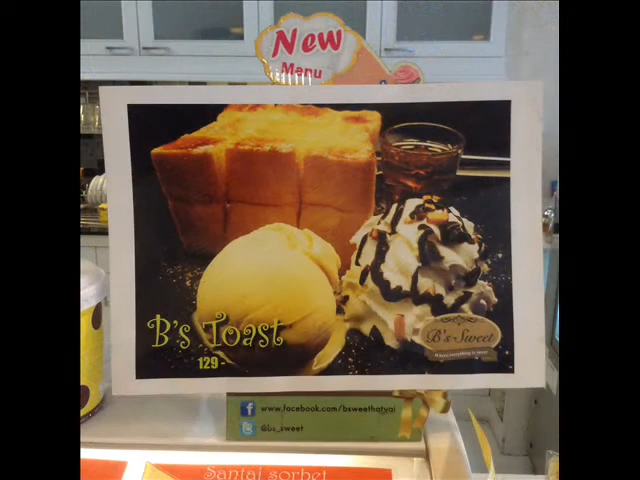 New
Menu
B's Toast
129-
B's Sweet
www.facebook.com/bsweethatyai
@bs_sweet
Santai sorbet